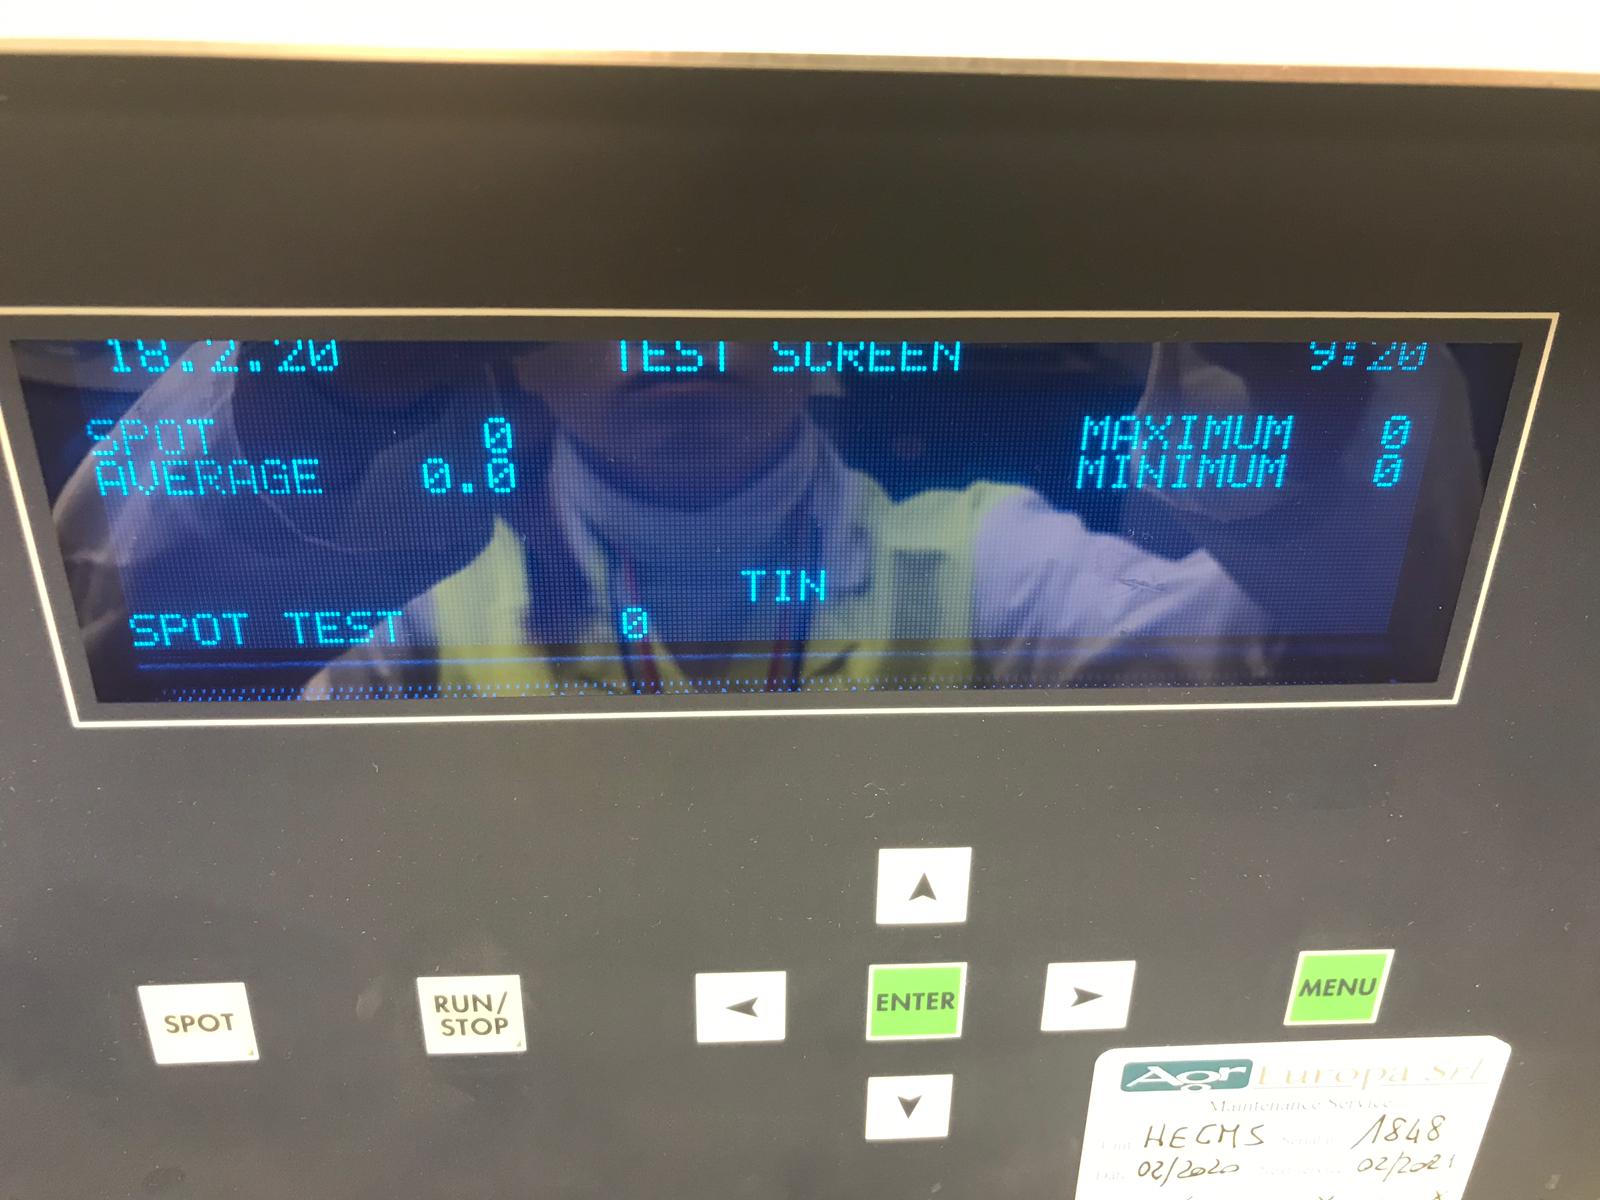 18.2.20 TEST SCREEN 9:20
SPOT 0 MAXIMUM 0
AVERAGE 0.0 MINIMUM 0
TIN
SPOT TEST 0
SPOT
RUN/
STOP
ENTER
MENU
Agr Europa Srl
Maintenance Service
HECMS 1848
Date 02/2020 02/2021